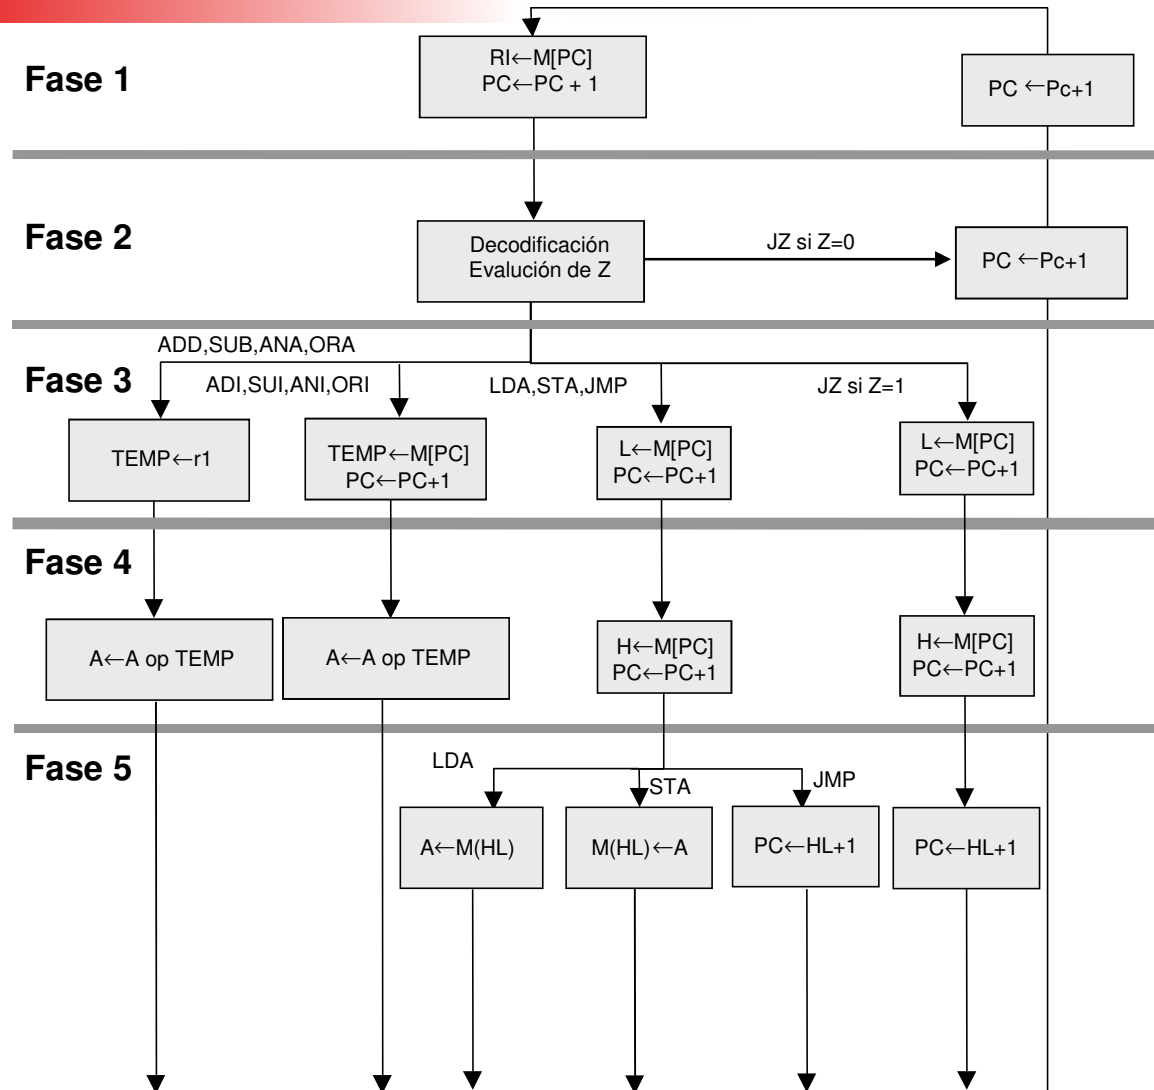 Fase 1
RI←M[PC]
PC←PC + 1
PC ←Pc+1
Fase 2
Decodificación
Evalución de Z
JZ si Z=0
PC ←Pc+1
Fase 3
ADD,SUB,ANA,ORA
ADI,SUI,ANI,ORI
LDA,STA,JMP
JZ si Z=1
TEMP←r1
TEMP←M[PC]
PC←PC+1
L←M[PC]
PC←PC+1
L←M[PC]
PC←PC+1
Fase 4
A←A op TEMP
A←A op TEMP
H←M[PC]
PC←PC+1
H←M[PC]
PC←PC+1
Fase 5
LDA
STA
JMP
A←M(HL)
M(HL)←A
PC←HL+1
PC←HL+1